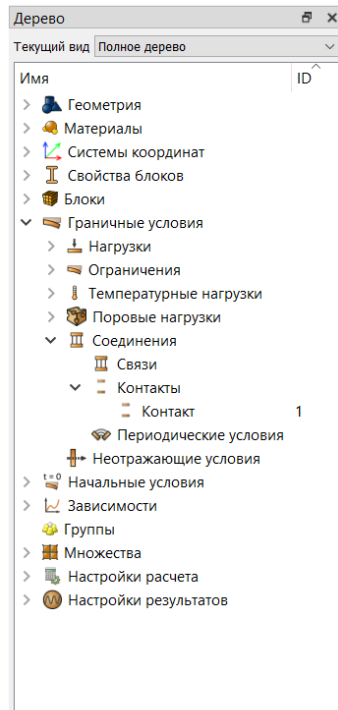 Дерево
Текущий вид Полное дерево
Имя ID
Геометрия
Материалы
Системы координат
Свойства блоков
Блоки
Граничные условия
Нагрузки
Ограничения
Температурные нагрузки
Поровые нагрузки
Соединения
Связи
Контакты
Контакт 1
Периодические условия
Неотражающие условия
t=0 Начальные условия
Зависимости
Группы
Множества
Настройки расчета
Настройки результатов